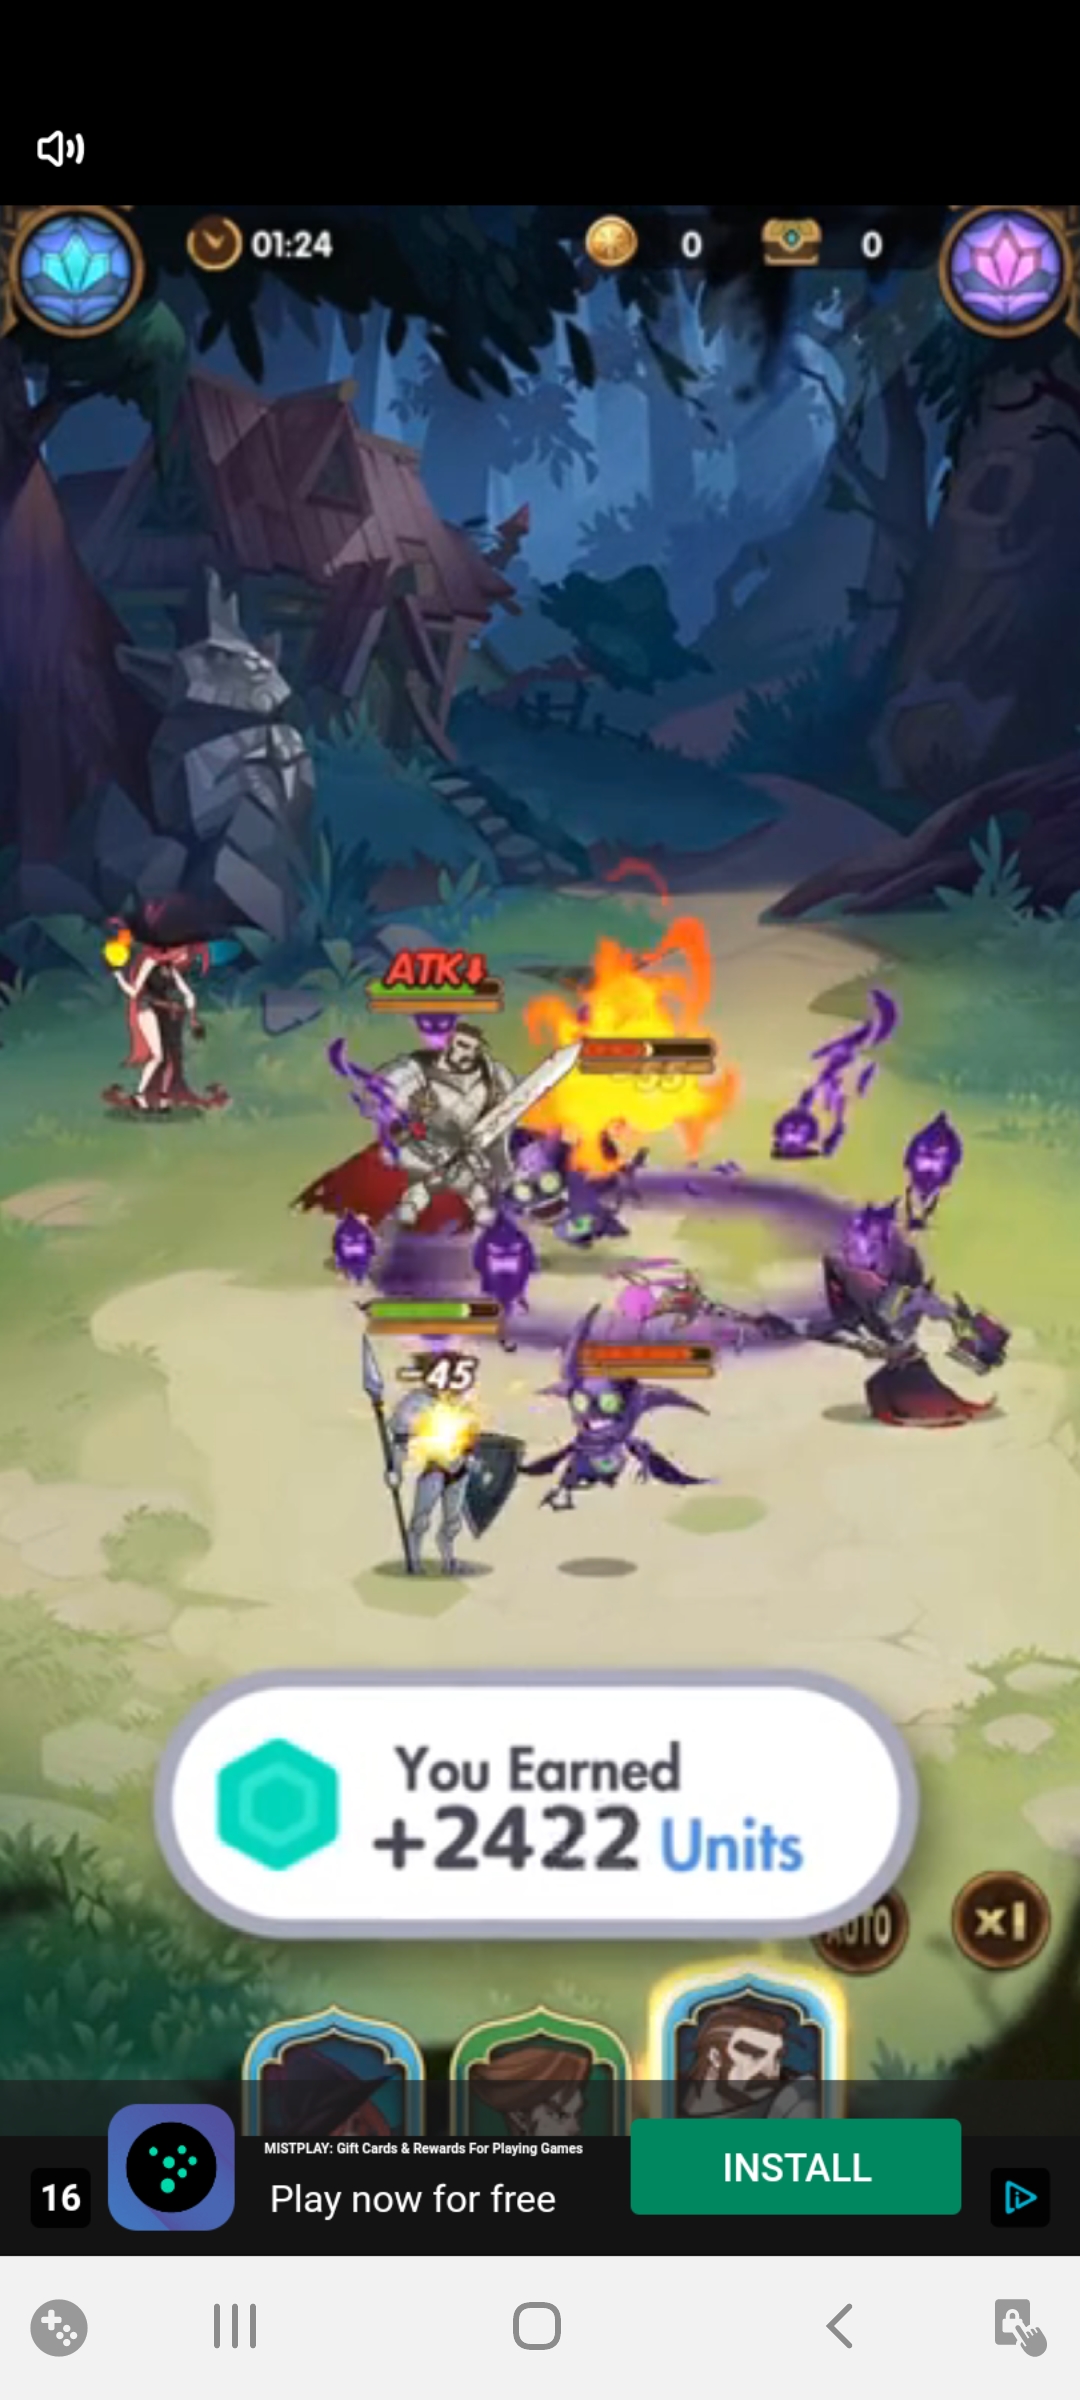 01:24
0
0
ATK
-55
-45
You Earned
+2422 Units
AUTO
x1
MISTPLAY: Gift Cards & Rewards For Playing Games
Play now for free
INSTALL
16